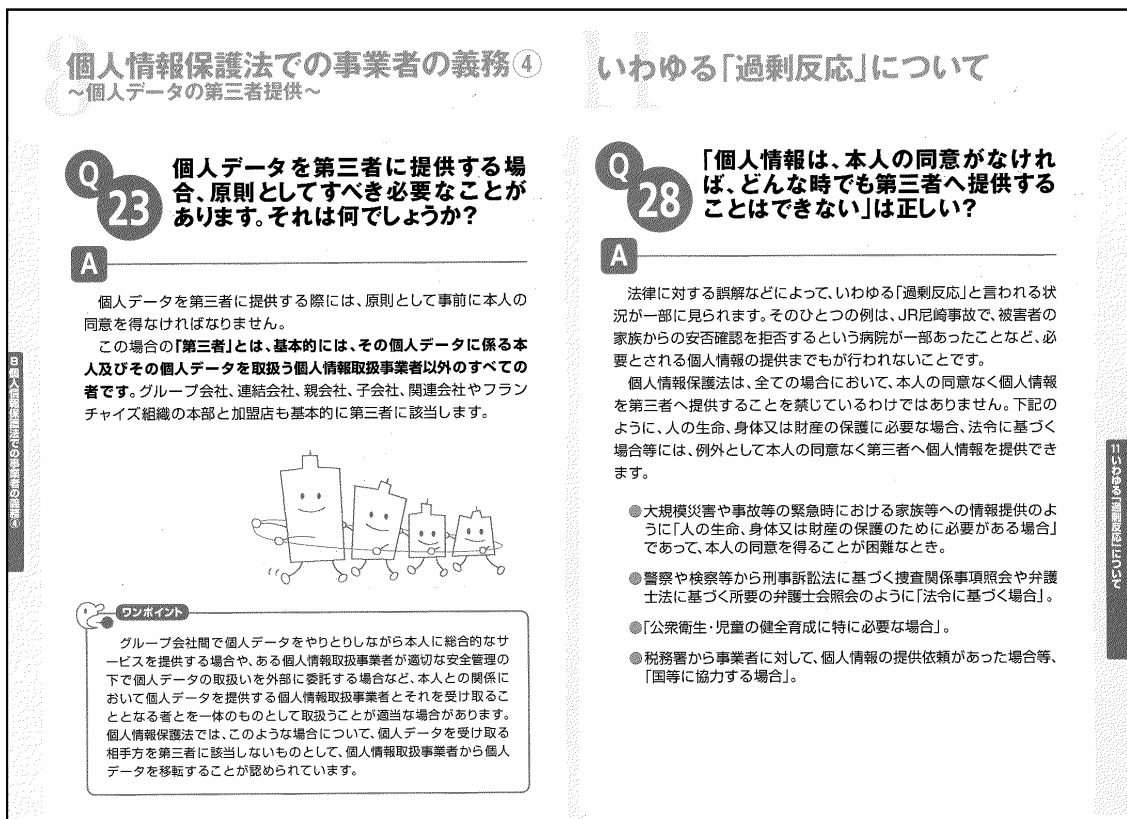 8
個人情報保護法での事業者の義務④
～個人データの第三者提供～
Q
23
個人データを第三者に提供する場
合、原則としてすべき必要なことが
あります。それは何でしょうか?
A
個人データを第三者に提供する際には、原則として事前に本人の
同意を得なければなりません。
この場合の「第三者」とは、基本的には、その個人データに係る本
人及びその個人データを取扱う個人情報取扱事業者以外のすべての
者です。グループ会社、連結会社、親会社、子会社、関連会社やフラン
チャイズ組織の本部と加盟店も基本的に第三者に該当します。
ワンポイント
グループ会社間で個人データをやりとりしながら本人に総合的なサ
ービスを提供する場合や、ある個人情報取扱事業者が適切な安全管理の
下で個人データの取扱いを外部に委託する場合など、本人との関係に
おいて個人データを提供する個人情報取扱事業者とそれを受け取るこ
ととなる者とを一体のものとして取扱うことが適当な場合があります。
個人情報保護法では、このような場合について、個人データを受け取る
相手方を第三者に該当しないものとして、個人情報取扱事業者から個人
データを移転することが認められています。
8 個人情報保護法での事業者の義務④
11
いわゆる「過剰反応」について
Q
28
「個人情報は、本人の同意がなけれ
ば、どんな時でも第三者へ提供する
ことはできない」は正しい?
A
法律に対する誤解などによって、いわゆる「過剰反応」と言われる状
況が一部に見られます。そのひとつの例は、JR尼崎事故で、被害者の
家族からの安否確認を拒否するという病院が一部あったことなど、必
要とされる個人情報の提供までもが行われないことです。
個人情報保護法は、全ての場合において、本人の同意なく個人情報
を第三者へ提供することを禁じているわけではありません。下記の
ように、人の生命、身体又は財産の保護に必要な場合、法令に基づく
場合等には、例外として本人の同意なく第三者へ個人情報を提供でき
ます。
●大規模災害や事故等の緊急時における家族等への情報提供のよ
うに「人の生命、身体又は財産の保護のために必要がある場合」
であって、本人の同意を得ることが困難なとき。
●警察や検察等から刑事訴訟法に基づく捜査関係事項照会や弁護
士法に基づく所要の弁護士会照会のように「法令に基づく場合」。
●「公衆衛生・児童の健全育成に特に必要な場合」。
●税務署から事業者に対して、個人情報の提供依頼があった場合等、
「国等に協力する場合」。
11 いわゆる「過剰反応」について